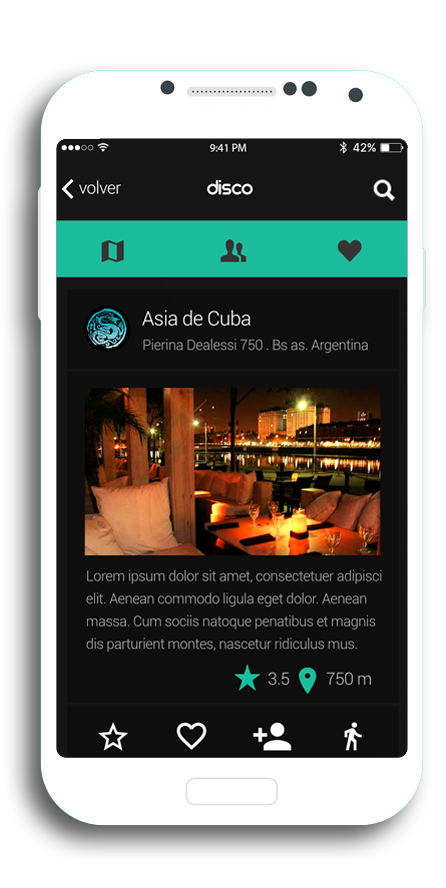 9:41 PM
42%
volver
disco
Asia de Cuba
Pierina Dealessi 750 . Bs as. Argentina
Lorem ipsum dolor sit amet, consectetuer adipisci
elit. Aenean commodo ligula eget dolor. Aenean
massa. Cum sociis natoque penatibus et magnis
dis parturient montes, nascetur ridiculus mus.
3.5
750 m